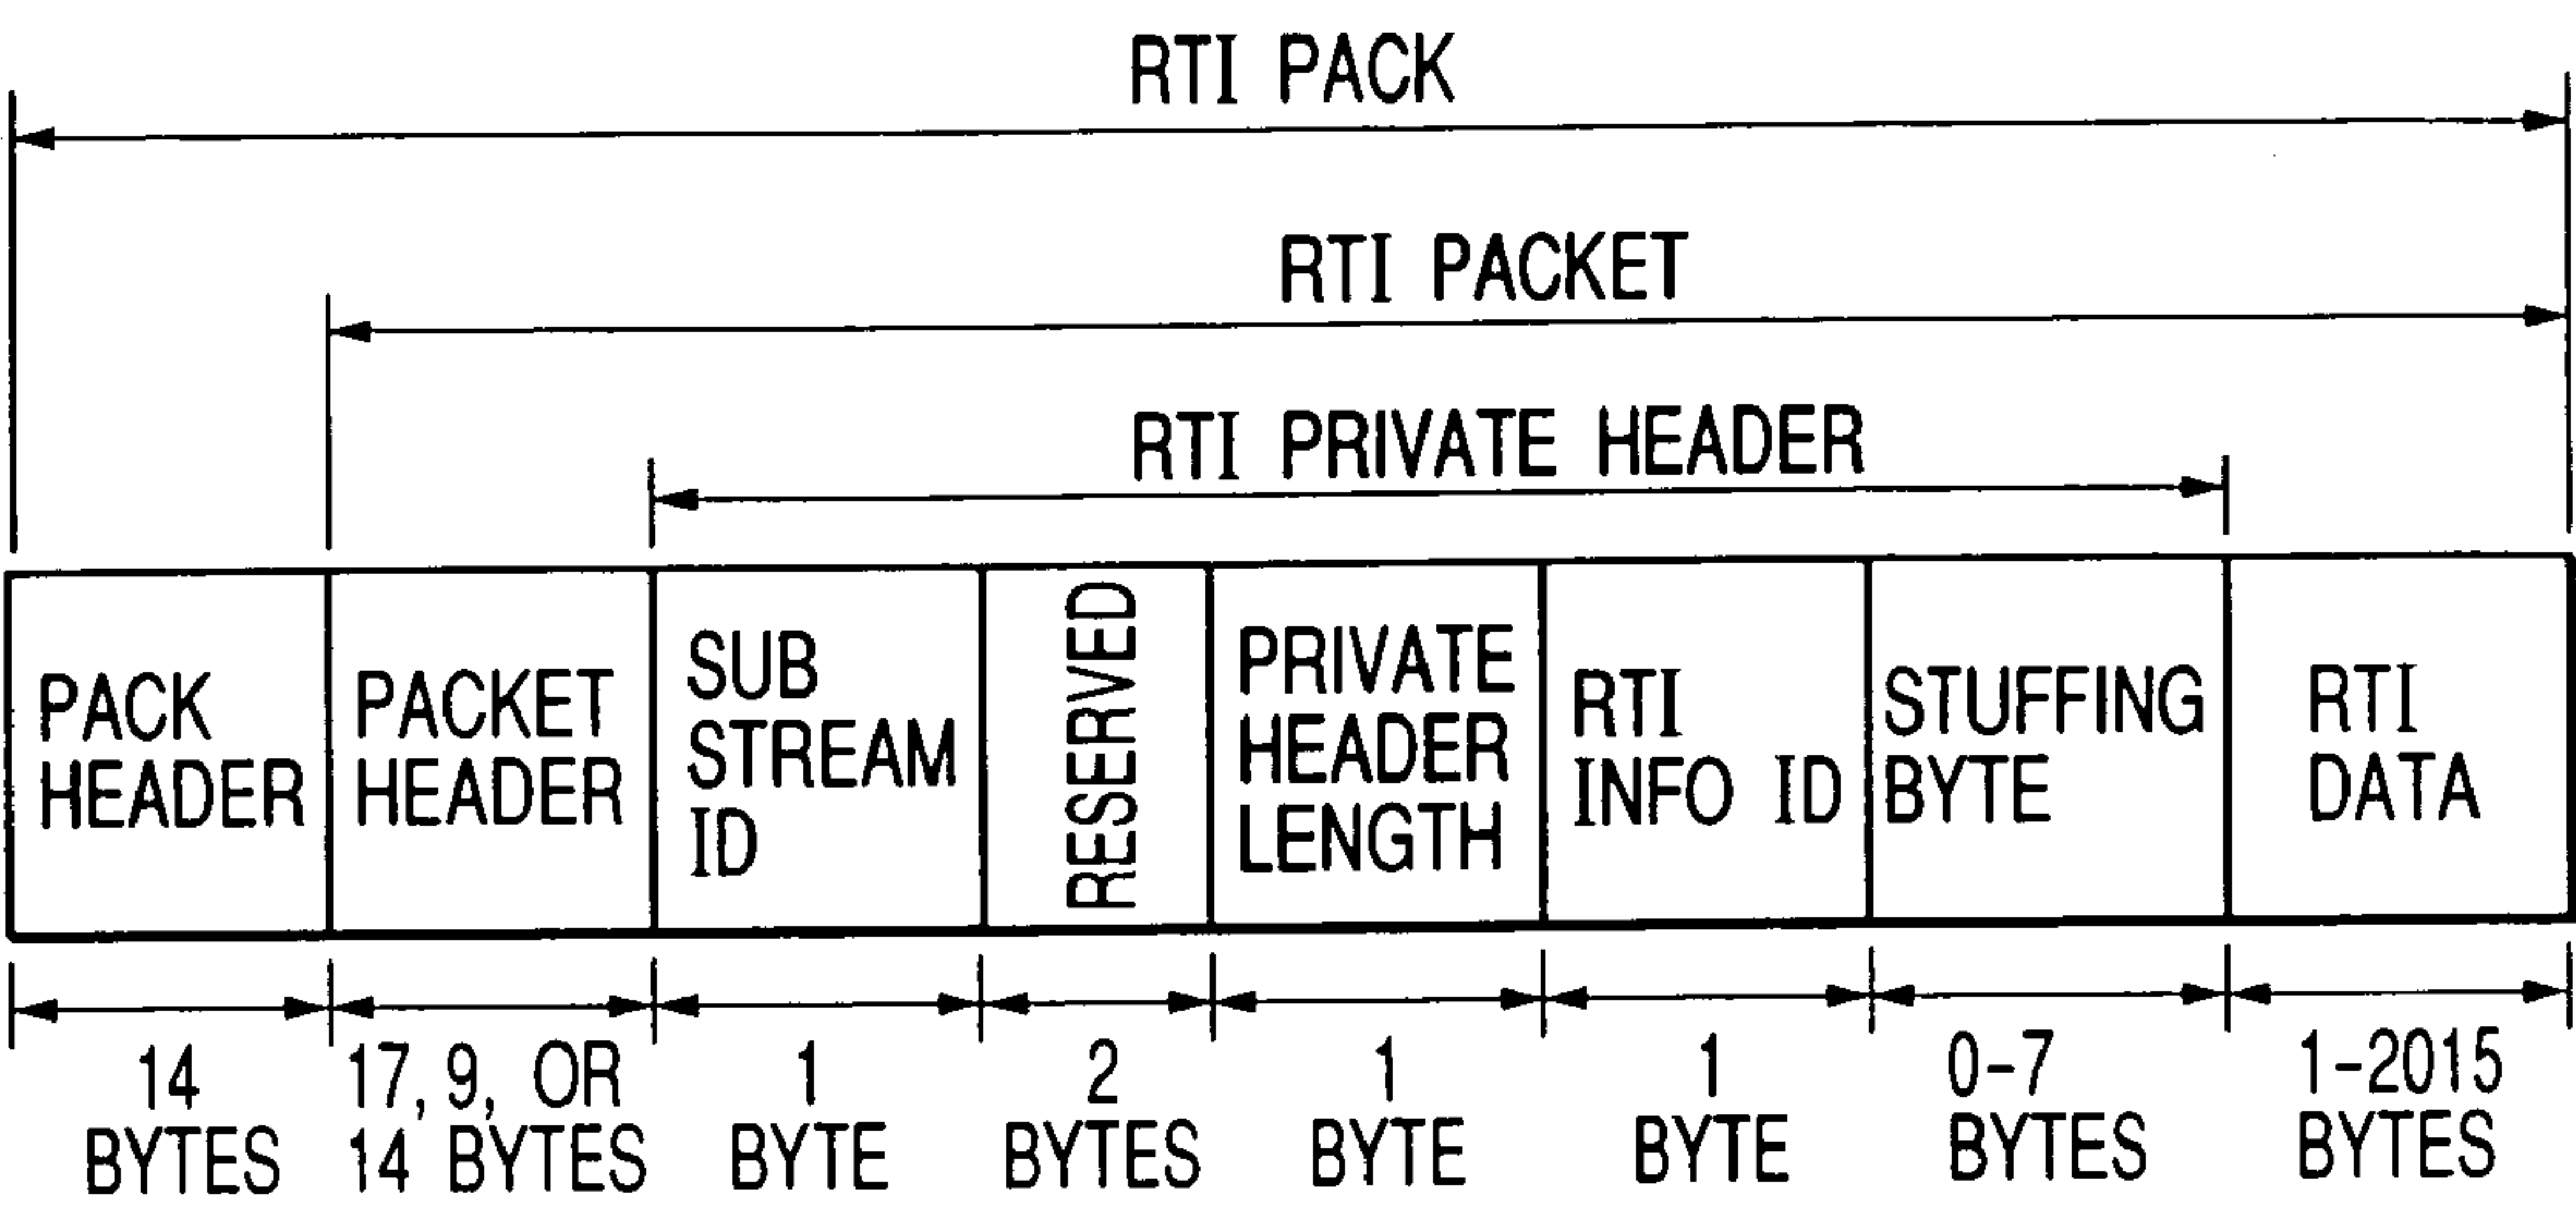 RTI PACK
RTI PACKET
RTI PRIVATE HEADER
PACK
HEADER
PACKET
HEADER
SUB
STREAM
ID
RESERVED
PRIVATE
HEADER
LENGTH
RTI
INFO ID
STUFFING
BYTE
RTI
DATA
14
BYTES
17, 9, OR
14 BYTES
1
BYTE
2
BYTES
1
BYTE
1
BYTE
0-7
BYTES
1-2015
BYTES